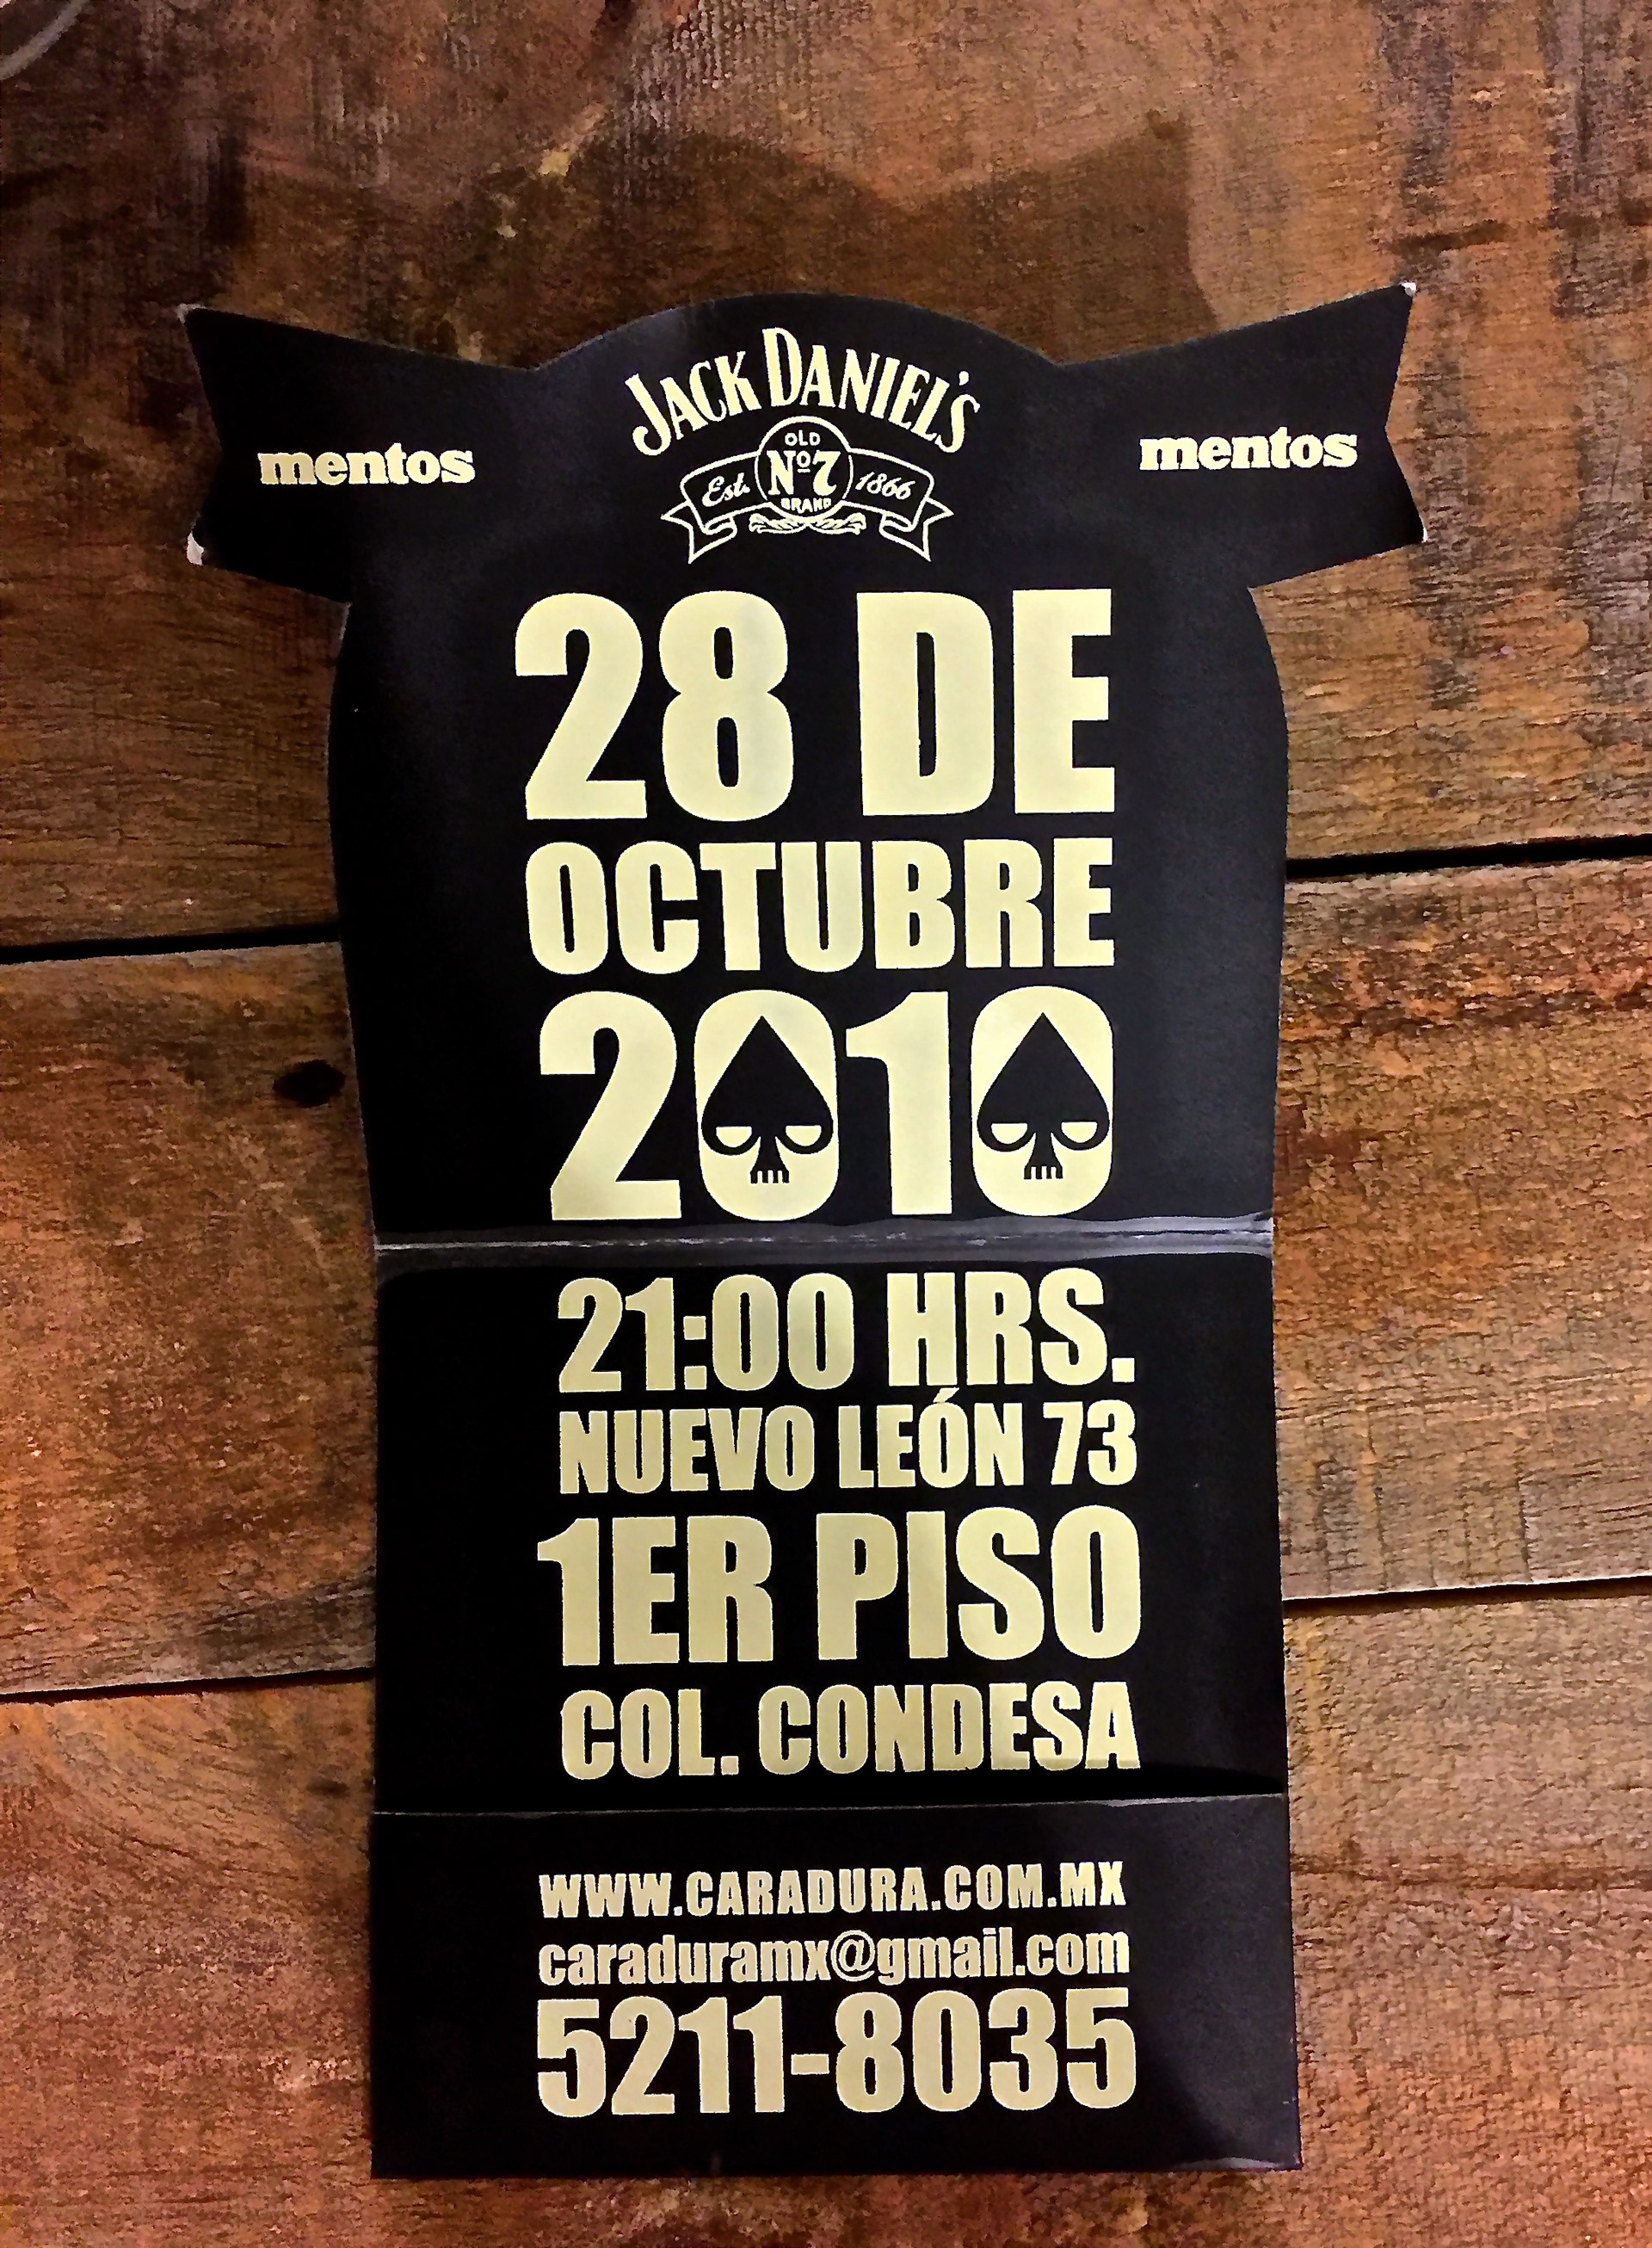 JACK DANIEL'S
OLD
Est. Nº7 1866
BRAND
mentos
mentos
28 DE
OCTUBRE
2010
21:00 HRS.
NUEVO LEÓN 73
1ER PISO
COL. CONDESA
WWW.CARADURA.COM.MX
caraduramx@gmail.com
5211-8035